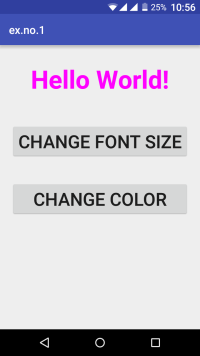 25% 10:56
ex.no.1
Hello World!
CHANGE FONT SIZE
CHANGE COLOR